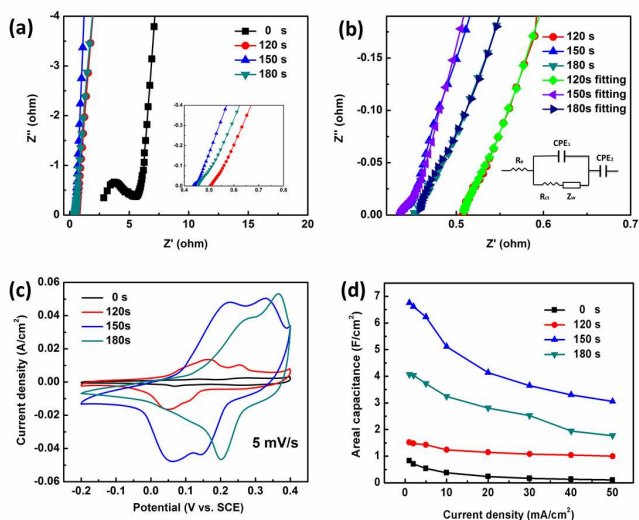 (a)
0 s
120 s
150 s
180 s
-4
-3
-2
-1
0
Z'' (ohm)
0 5 10 15 20
Z' (ohm)
-0.4
-0.3
-0.2
-0.1
0.0
0.4 0.5 0.6 0.7 0.8
(b)
120 s
150 s
180 s
120s fitting
150s fitting
180s fitting
-0.15
-0.10
-0.05
0.00
Z'' (ohm)
0.5 0.6 0.7
Z' (ohm)
Re
CPE1
CPE2
Rct
Zw
(c)
0 s
120s
150s
180s
0.06
0.04
0.02
0.00
-0.02
-0.04
-0.06
Current density (A/cm2)
5 mV/s
-0.2 -0.1 0.0 0.1 0.2 0.3 0.4
Potential (V vs. SCE)
(d)
0 s
120 s
150 s
180 s
7
6
5
4
3
2
1
0
Areal capacitance (F/cm2)
0 10 20 30 40 50
Current density (mA/cm2)